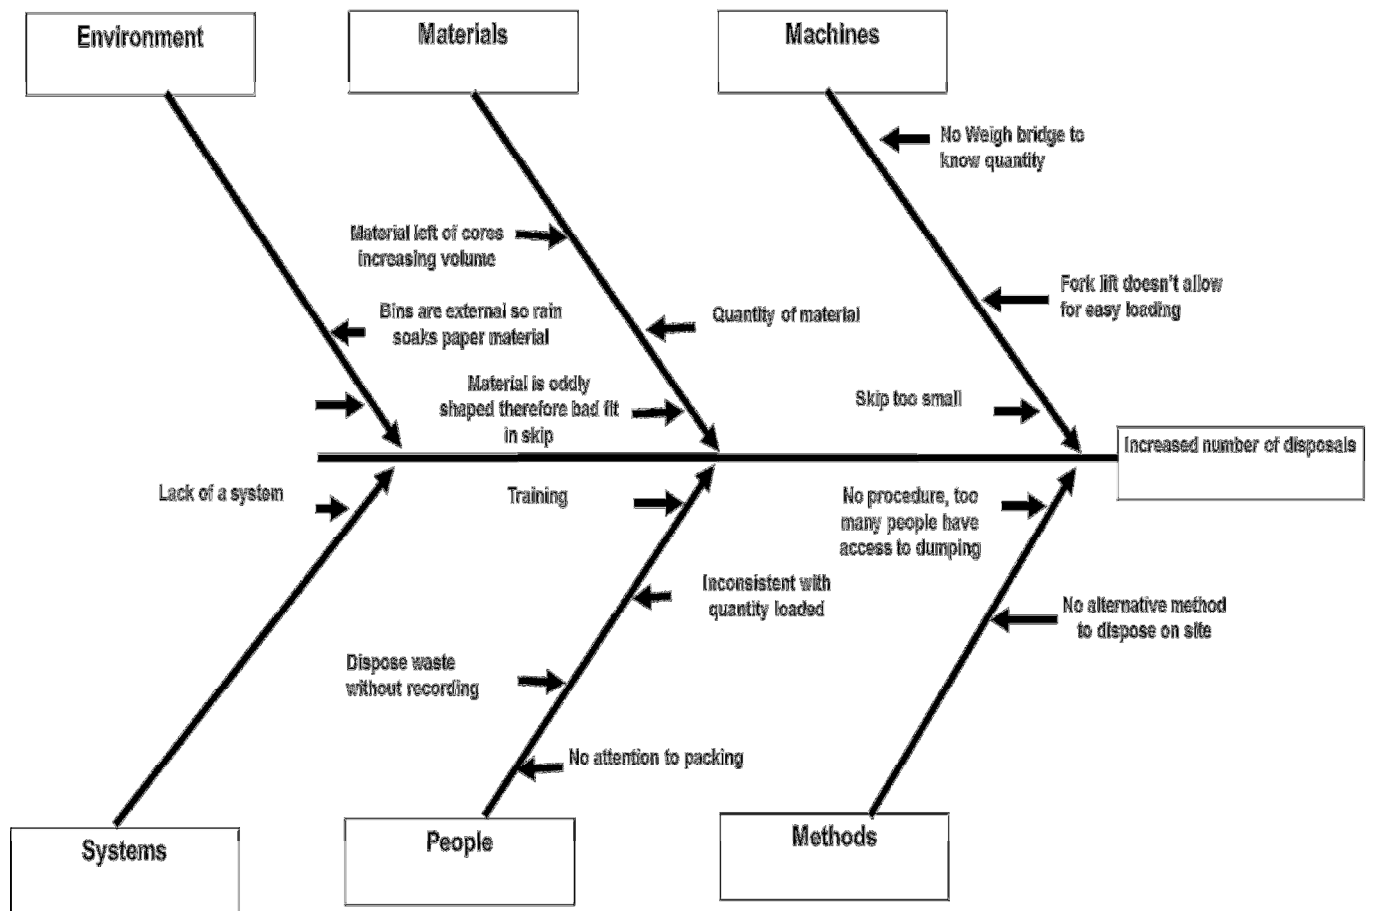 Environment
Materials
Machines
No Weigh bridge to
know quantity
Material left of cores
increasing volume
Fork lift doesn't allow
for easy loading
Bins are external so rain
soaks paper material
Quantity of material
Material is oddly
shaped therefore bad fit
in skip
Skip too small
Increased number of disposals
Lack of a system
Training
No procedure, too
many people have
access to dumping
Inconsistent with
quantity loaded
No alternative method
to dispose on site
Dispose waste
without recording
No attention to packing
Systems
People
Methods